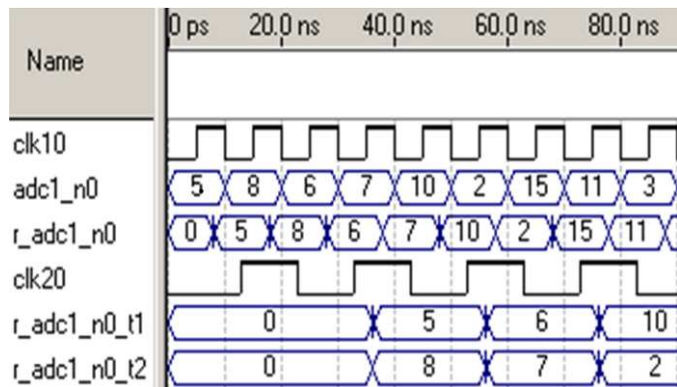 Name 0 ps 20.0 ns 40.0 ns 60.0 ns 80.0 ns
clk10
adc1_n0 5 8 6 7 10 2 15 11 3
r_adc1_n0 0 5 8 6 7 10 2 15 11
clk20
r_adc1_n0_t1 0 5 6 10
r_adc1_n0_t2 0 8 7 2